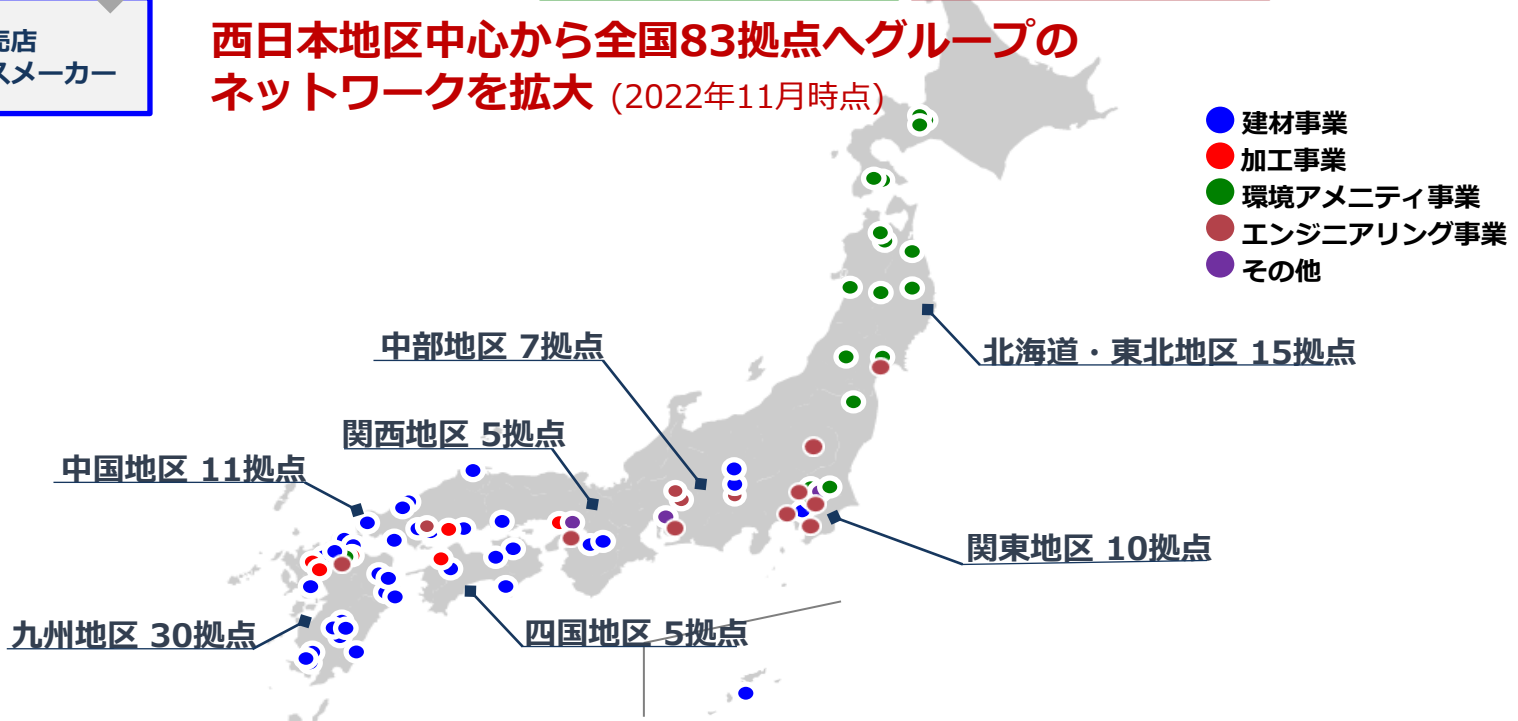 売店
スメーカー
西日本地区中心から全国83拠点へグループの
ネットワークを拡大 (2022年11月時点)
建材事業
加工事業
環境アメニティ事業
エンジニアリング事業
その他
中部地区 7拠点
北海道・東北地区 15拠点
関西地区 5拠点
中国地区 11拠点
関東地区 10拠点
九州地区 30拠点
四国地区 5拠点